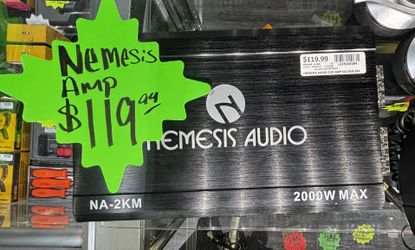 Nemesis
Amp
$119.99
$119.99
NEMESIS AUDIO
NA-2KM
2000W MAX